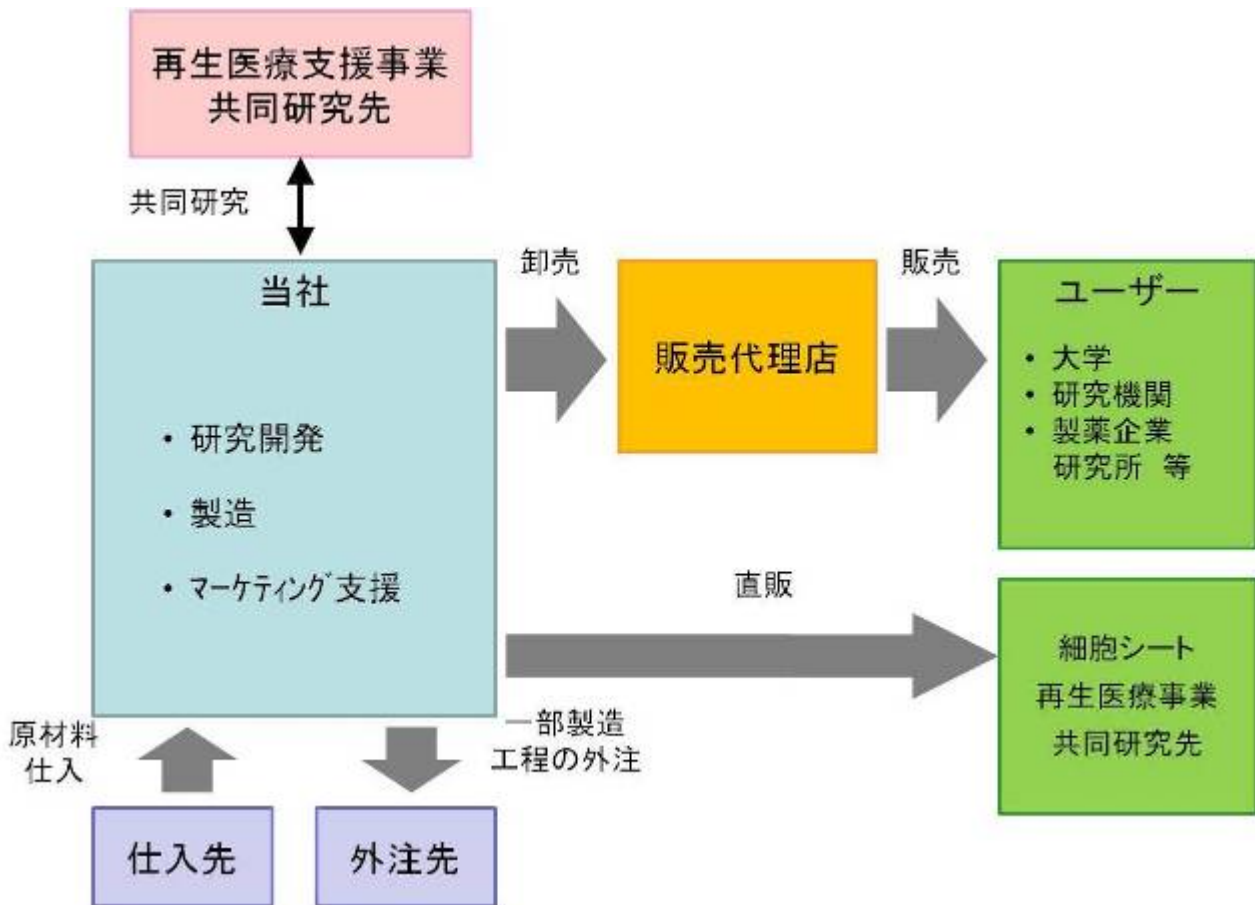 再生医療支援事業
共同研究先
共同研究
当社
・ 研究開発
・ 製造
・ マーケティング支援
卸売
販売代理店
販売
ユーザー
・ 大学
・ 研究機関
・ 製薬企業
研究所 等
直販
細胞シート
再生医療事業
共同研究先
原材料
仕入
一部製造
工程の外注
仕入先
外注先